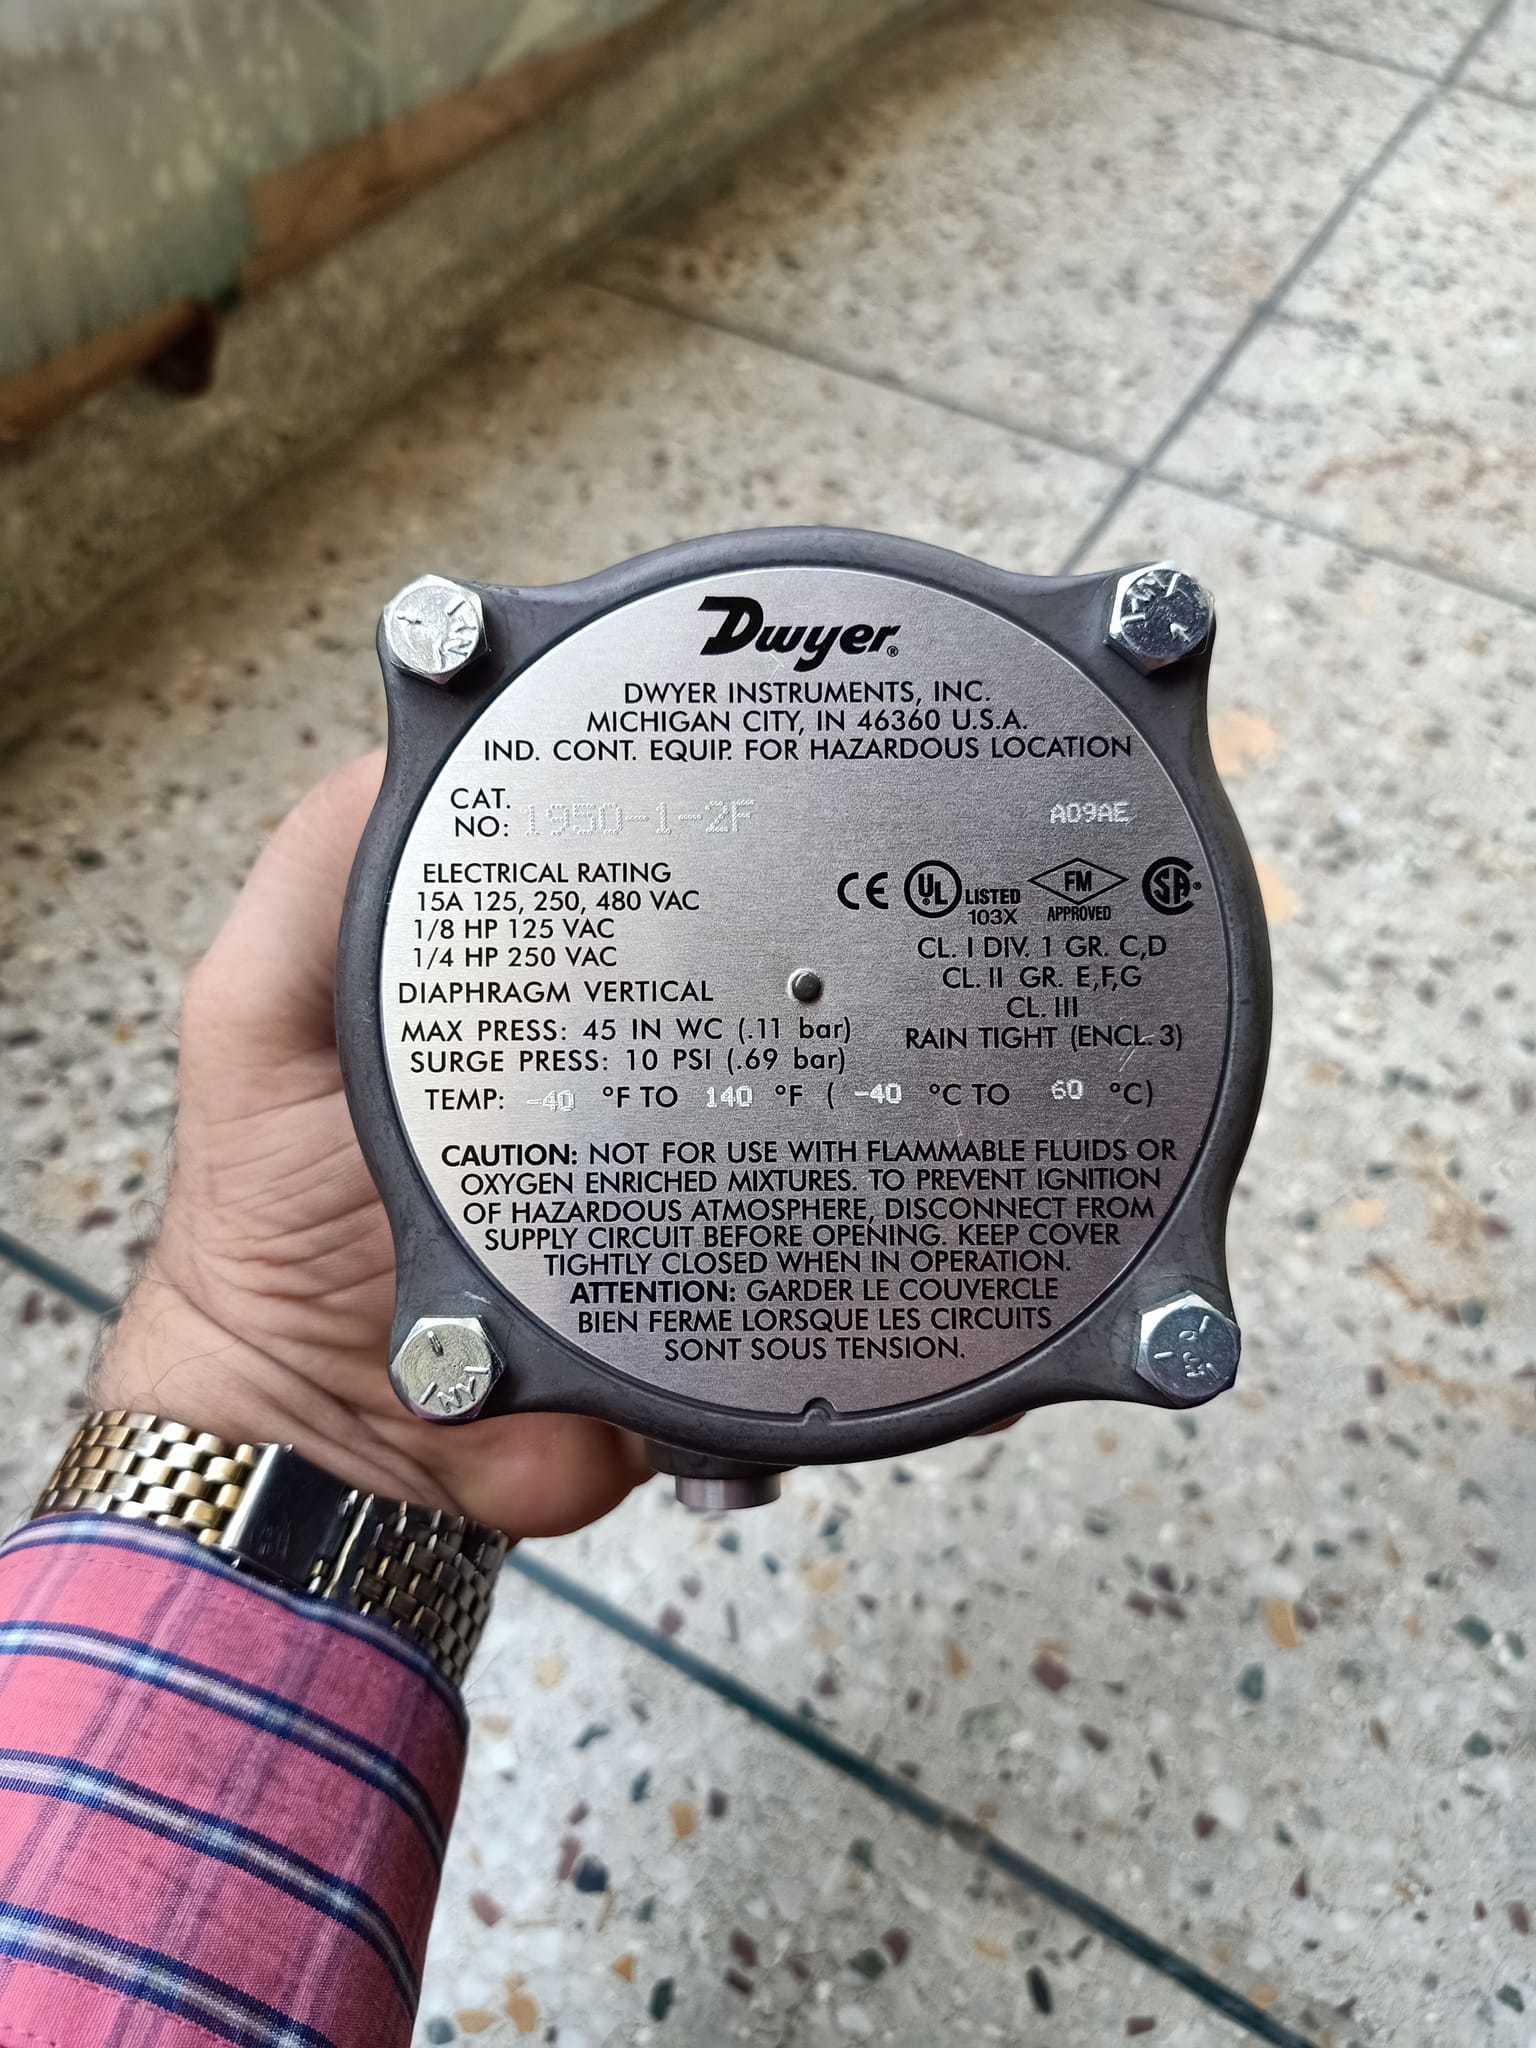 Dwyer®
DWYER INSTRUMENTS, INC.
MICHIGAN CITY, IN 46360 U.S.A.
IND. CONT. EQUIP. FOR HAZARDOUS LOCATION
CAT.
NO: 1950-1-2F
A09AE
ELECTRICAL RATING
15A 125, 250, 480 VAC
1/8 HP 125 VAC
1/4 HP 250 VAC
DIAPHRAGM VERTICAL
MAX PRESS: 45 IN WC (.11 bar)
SURGE PRESS: 10 PSI (.69 bar)
CE UL LISTED FM SA®
103X APPROVED
CL. I DIV. 1 GR. C,D
CL. II GR. E,F,G
CL. III
RAIN TIGHT (ENCL. 3)
TEMP: -40 °F TO 140 °F ( -40 °C TO 60 °C)
CAUTION: NOT FOR USE WITH FLAMMABLE FLUIDS OR
OXYGEN ENRICHED MIXTURES. TO PREVENT IGNITION
OF HAZARDOUS ATMOSPHERE, DISCONNECT FROM
SUPPLY CIRCUIT BEFORE OPENING. KEEP COVER
TIGHTLY CLOSED WHEN IN OPERATION.
ATTENTION: GARDER LE COUVERCLE
BIEN FERME LORSQUE LES CIRCUITS
SONT SOUS TENSION.